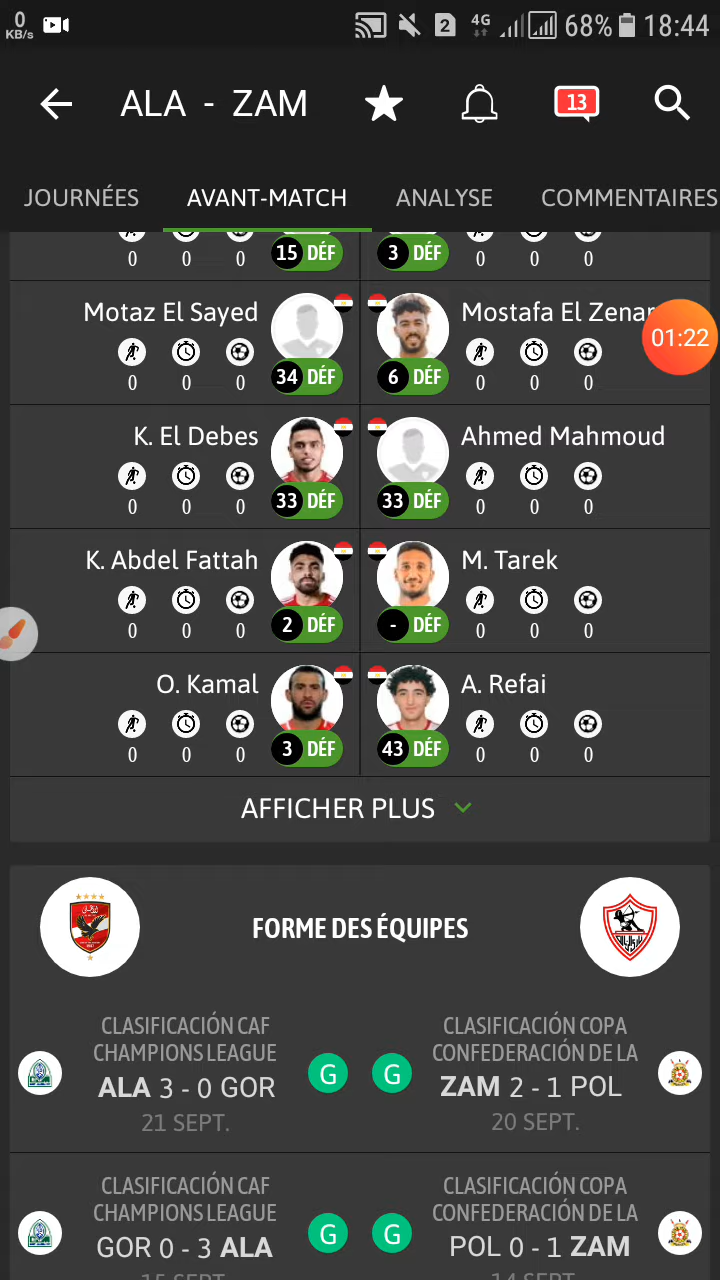 0
KB/s
2 4G 68% 18:44
ALA - ZAM 13
JOURNÉES AVANT-MATCH ANALYSE COMMENTAIRES
0 0 0 15 DÉF 3 DÉF 0 0 0
Motaz El Sayed Mostafa El Zenar
01:22
0 0 0 34 DÉF 6 DÉF 0 0 0
K. El Debes Ahmed Mahmoud
0 0 0 33 DÉF 33 DÉF 0 0 0
K. Abdel Fattah M. Tarek
0 0 0 2 DÉF - DÉF 0 0 0
O. Kamal A. Refai
0 0 0 3 DÉF 43 DÉF 0 0 0
AFFICHER PLUS
FORME DES ÉQUIPES
CLASIFICACIÓN CAF CLASIFICACIÓN COPA
CHAMPIONS LEAGUE CONFEDERACIÓN DE LA
ALA 3 - 0 GOR G G ZAM 2 - 1 POL
21 SEPT. 20 SEPT.
CLASIFICACIÓN CAF CLASIFICACIÓN COPA
CHAMPIONS LEAGUE CONFEDERACIÓN DE LA
GOR 0 - 3 ALA G G POL 0 - 1 ZAM
15 SEPT. 14 SEPT.